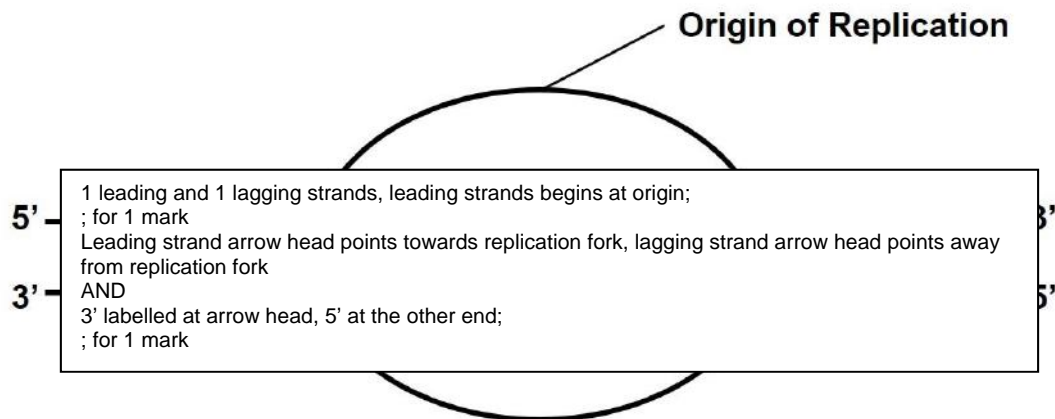 Origin of Replication
1 leading and 1 lagging strands, leading strands begins at origin;
; for 1 mark
5’
3’
Leading strand arrow head points towards replication fork, lagging strand arrow head points away
from replication fork
AND
3’
5’
3’ labelled at arrow head, 5’ at the other end;
; for 1 mark